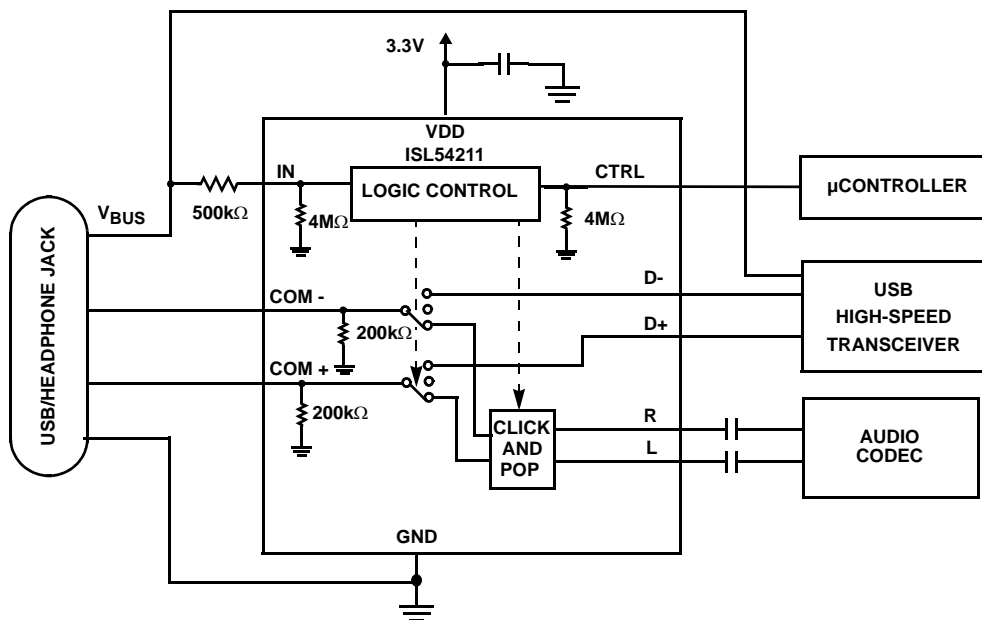 3.3V
VDD
ISL54211
IN
LOGIC CONTROL
CTRL
µCONTROLLER
500kΩ
4MΩ
4MΩ
VBUS
USB/HEADPHONE JACK
D-
USB
HIGH-SPEED
TRANSCEIVER
COM -
200kΩ
D+
COM +
200kΩ
CLICK
AND
POP
R
L
AUDIO
CODEC
GND